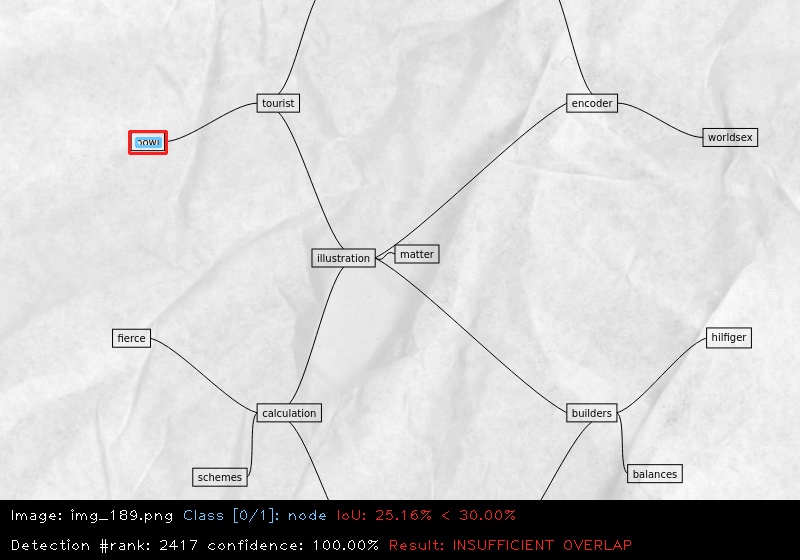 tourist
encoder
worldsex
illustration
matter
fierce
hilfiger
calculation
builders
schemes
balances
Image: img_189.png Class [0/1]: node IoU: 25.16% < 30.00%
Detection #rank: 2417 confidence: 100.00% Result: INSUFFICIENT OVERLAP